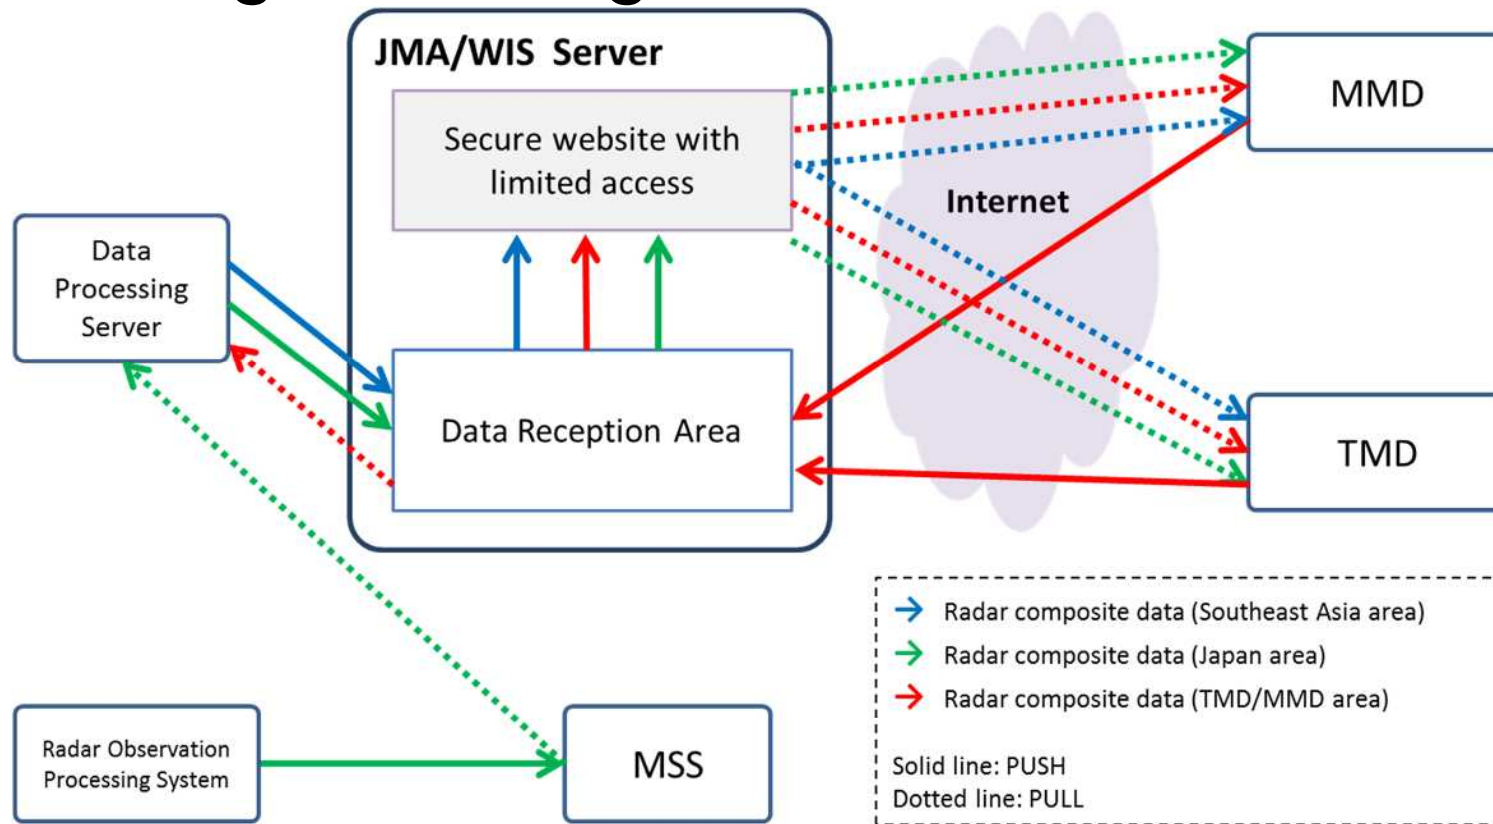 JMA/WIS Server
Secure website with
limited access
MMD
Internet
Data
Processing
Server
Data Reception Area
TMD
Radar composite data (Southeast Asia area)
Radar composite data (Japan area)
Radar composite data (TMD/MMD area)
Solid line: PUSH
Dotted line: PULL
Radar Observation
Processing System
MSS